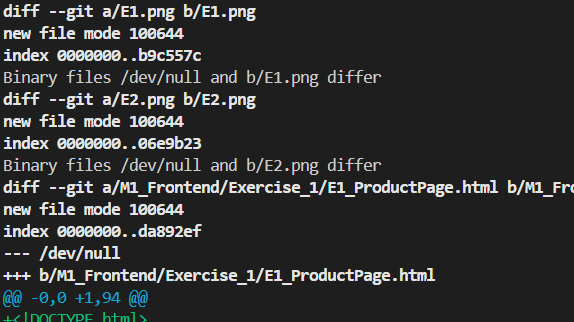 diff --git a/E1.png b/E1.png
new file mode 100644
index 0000000..b9c557c
Binary files /dev/null and b/E1.png differ
diff --git a/E2.png b/E2.png
new file mode 100644
index 0000000..06e9b23
Binary files /dev/null and b/E2.png differ
diff --git a/M1_Frontend/Exercise_1/E1_ProductPage.html b/M1_Fro
new file mode 100644
index 0000000..da892ef
--- /dev/null
+++ b/M1_Frontend/Exercise_1/E1_ProductPage.html
@@ -0,0 +1,94 @@
+<!DOCTYPE html>